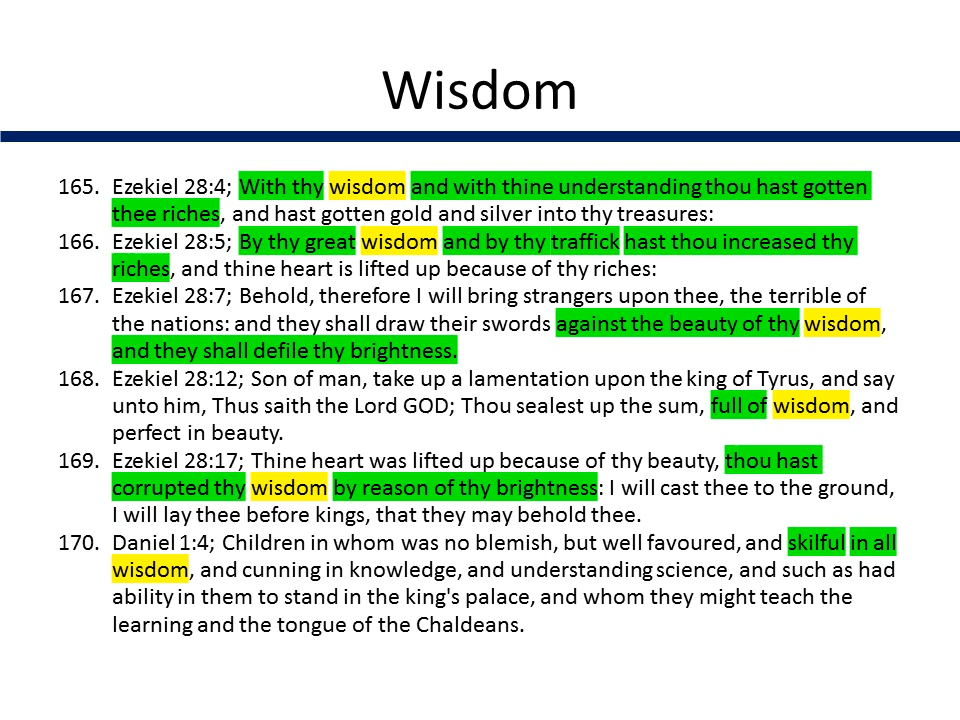 Wisdom
165. Ezekiel 28:4; With thy wisdom and with thine understanding thou hast gotten
thee riches, and hast gotten gold and silver into thy treasures:
166. Ezekiel 28:5; By thy great wisdom and by thy traffick hast thou increased thy
riches, and thine heart is lifted up because of thy riches:
167. Ezekiel 28:7; Behold, therefore I will bring strangers upon thee, the terrible of
the nations: and they shall draw their swords against the beauty of thy wisdom,
and they shall defile thy brightness.
168. Ezekiel 28:12; Son of man, take up a lamentation upon the king of Tyrus, and say
unto him, Thus saith the Lord GOD; Thou sealest up the sum, full of wisdom, and
perfect in beauty.
169. Ezekiel 28:17; Thine heart was lifted up because of thy beauty, thou hast
corrupted thy wisdom by reason of thy brightness: I will cast thee to the ground,
I will lay thee before kings, that they may behold thee.
170. Daniel 1:4; Children in whom was no blemish, but well favoured, and skilful in all
wisdom, and cunning in knowledge, and understanding science, and such as had
ability in them to stand in the king's palace, and whom they might teach the
learning and the tongue of the Chaldeans.